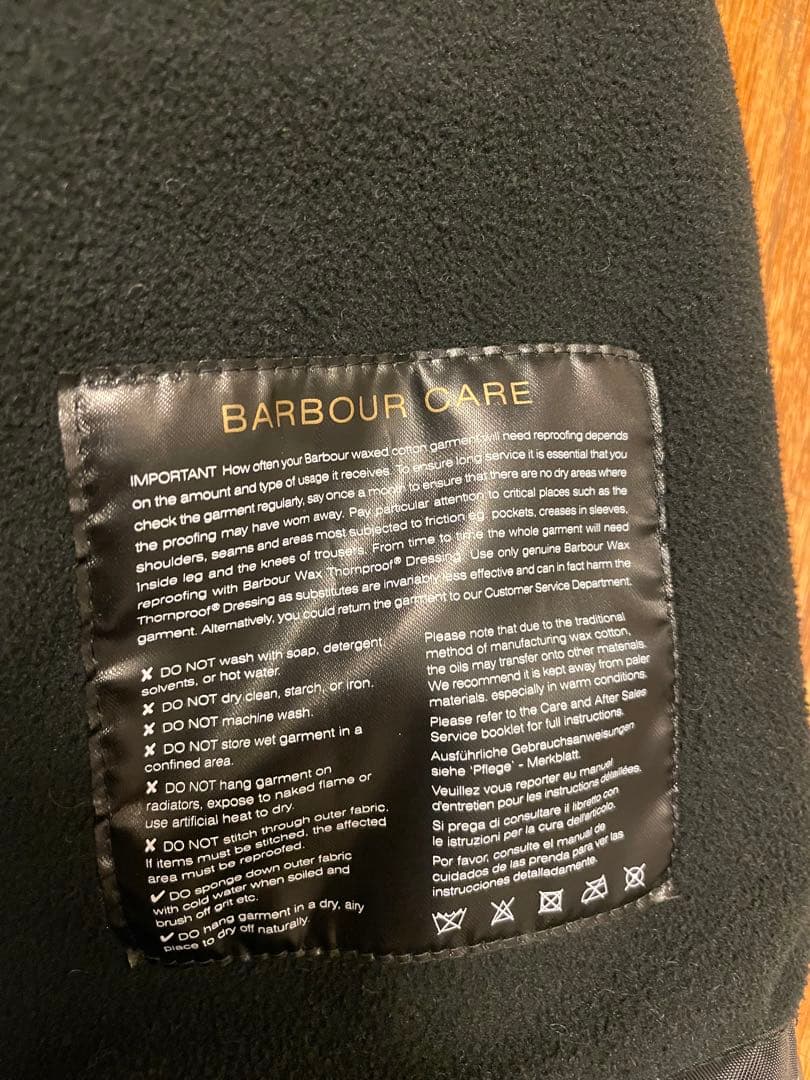 BARBOUR CARE
IMPORTANT How often your Barbour waxed cotton garment will need reproofing depends
on the amount and type of usage it receives. To ensure long service it is essential that you
check the garment regularly, say once a month to ensure that there are no dry areas where
the proofing may have worn away. Pay particular attention to critical places such as the
shoulders, seams and areas most subjected to friction eg. pockets, creases in sleeves,
Inside leg and the knees of trousers. From time to time the whole garment will need
reproofing with Barbour Wax Thornproof® Dressing. Use only genuine Barbour Wax
Thornproof® Dressing as substitutes are invariably less effective and can in fact harm the
garment. Alternatively, you could return the garment to our Customer Service Department.
✘ DO NOT wash with soap, detergent,
solvents, or hot water.
✘ DO NOT dry clean, starch, or iron.
✘ DO NOT machine wash.
✘ DO NOT store wet garment in a
confined area.
✘ DO NOT hang garment on
radiators, expose to naked flame or
use artificial heat to dry.
✘ DO NOT stitch through outer fabric.
If items must be stitched, the affected
area must be reproofed.
✔ DO sponge down outer fabric
with cold water when soiled and
brush off grit etc.
✔ DO hang garment in a dry, airy
place to dry off naturally.
Please note that due to the traditional
method of manufacturing wax cotton,
the oils may transfer onto other materials.
We recommend it is kept away from paler
materials, especially in warm conditions.
Please refer to the Care and After Sales
Service booklet for full instructions.
Ausführliche Gebrauchsanweisungen
siehe 'Pflege' - Merkblatt.
Veuillez vous reporter au manuel
d'entretien pour les instructions détaillées.
Si prega di consultare il libretto con
le istruzioni per la cura dell'articolo.
Por favor, consulte el manual de
cuidados de las prenda para ver las
instrucciones detalladamente.